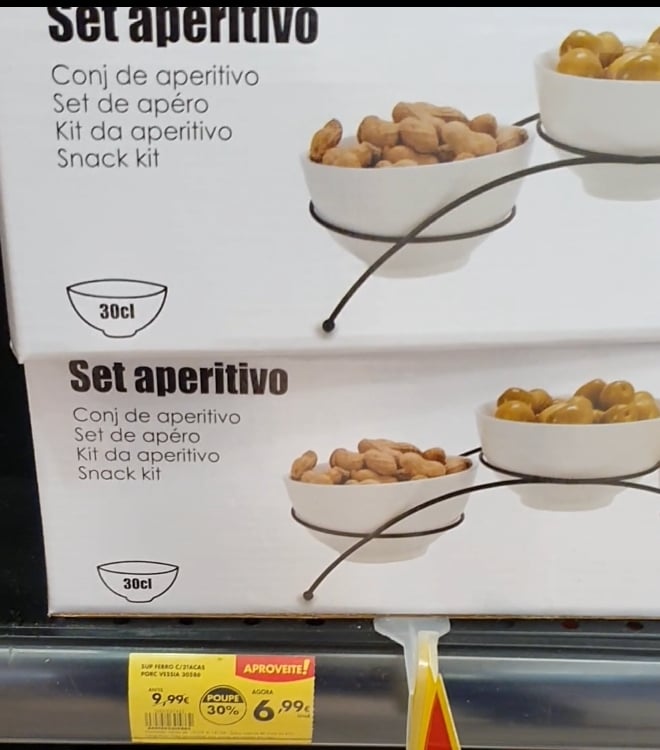 Set aperitivo
Conj de aperitivo
Set de apéro
Kit da aperitivo
Snack kit
30cl
Set aperitivo
Conj de aperitivo
Set de apéro
Kit da aperitivo
Snack kit
30cl
SUP FERRO C/3TACAS
PORC VESSIA 30586
APROVEITE!
ANTES
9,99€
POUPE
30%
AGORA
6,99€